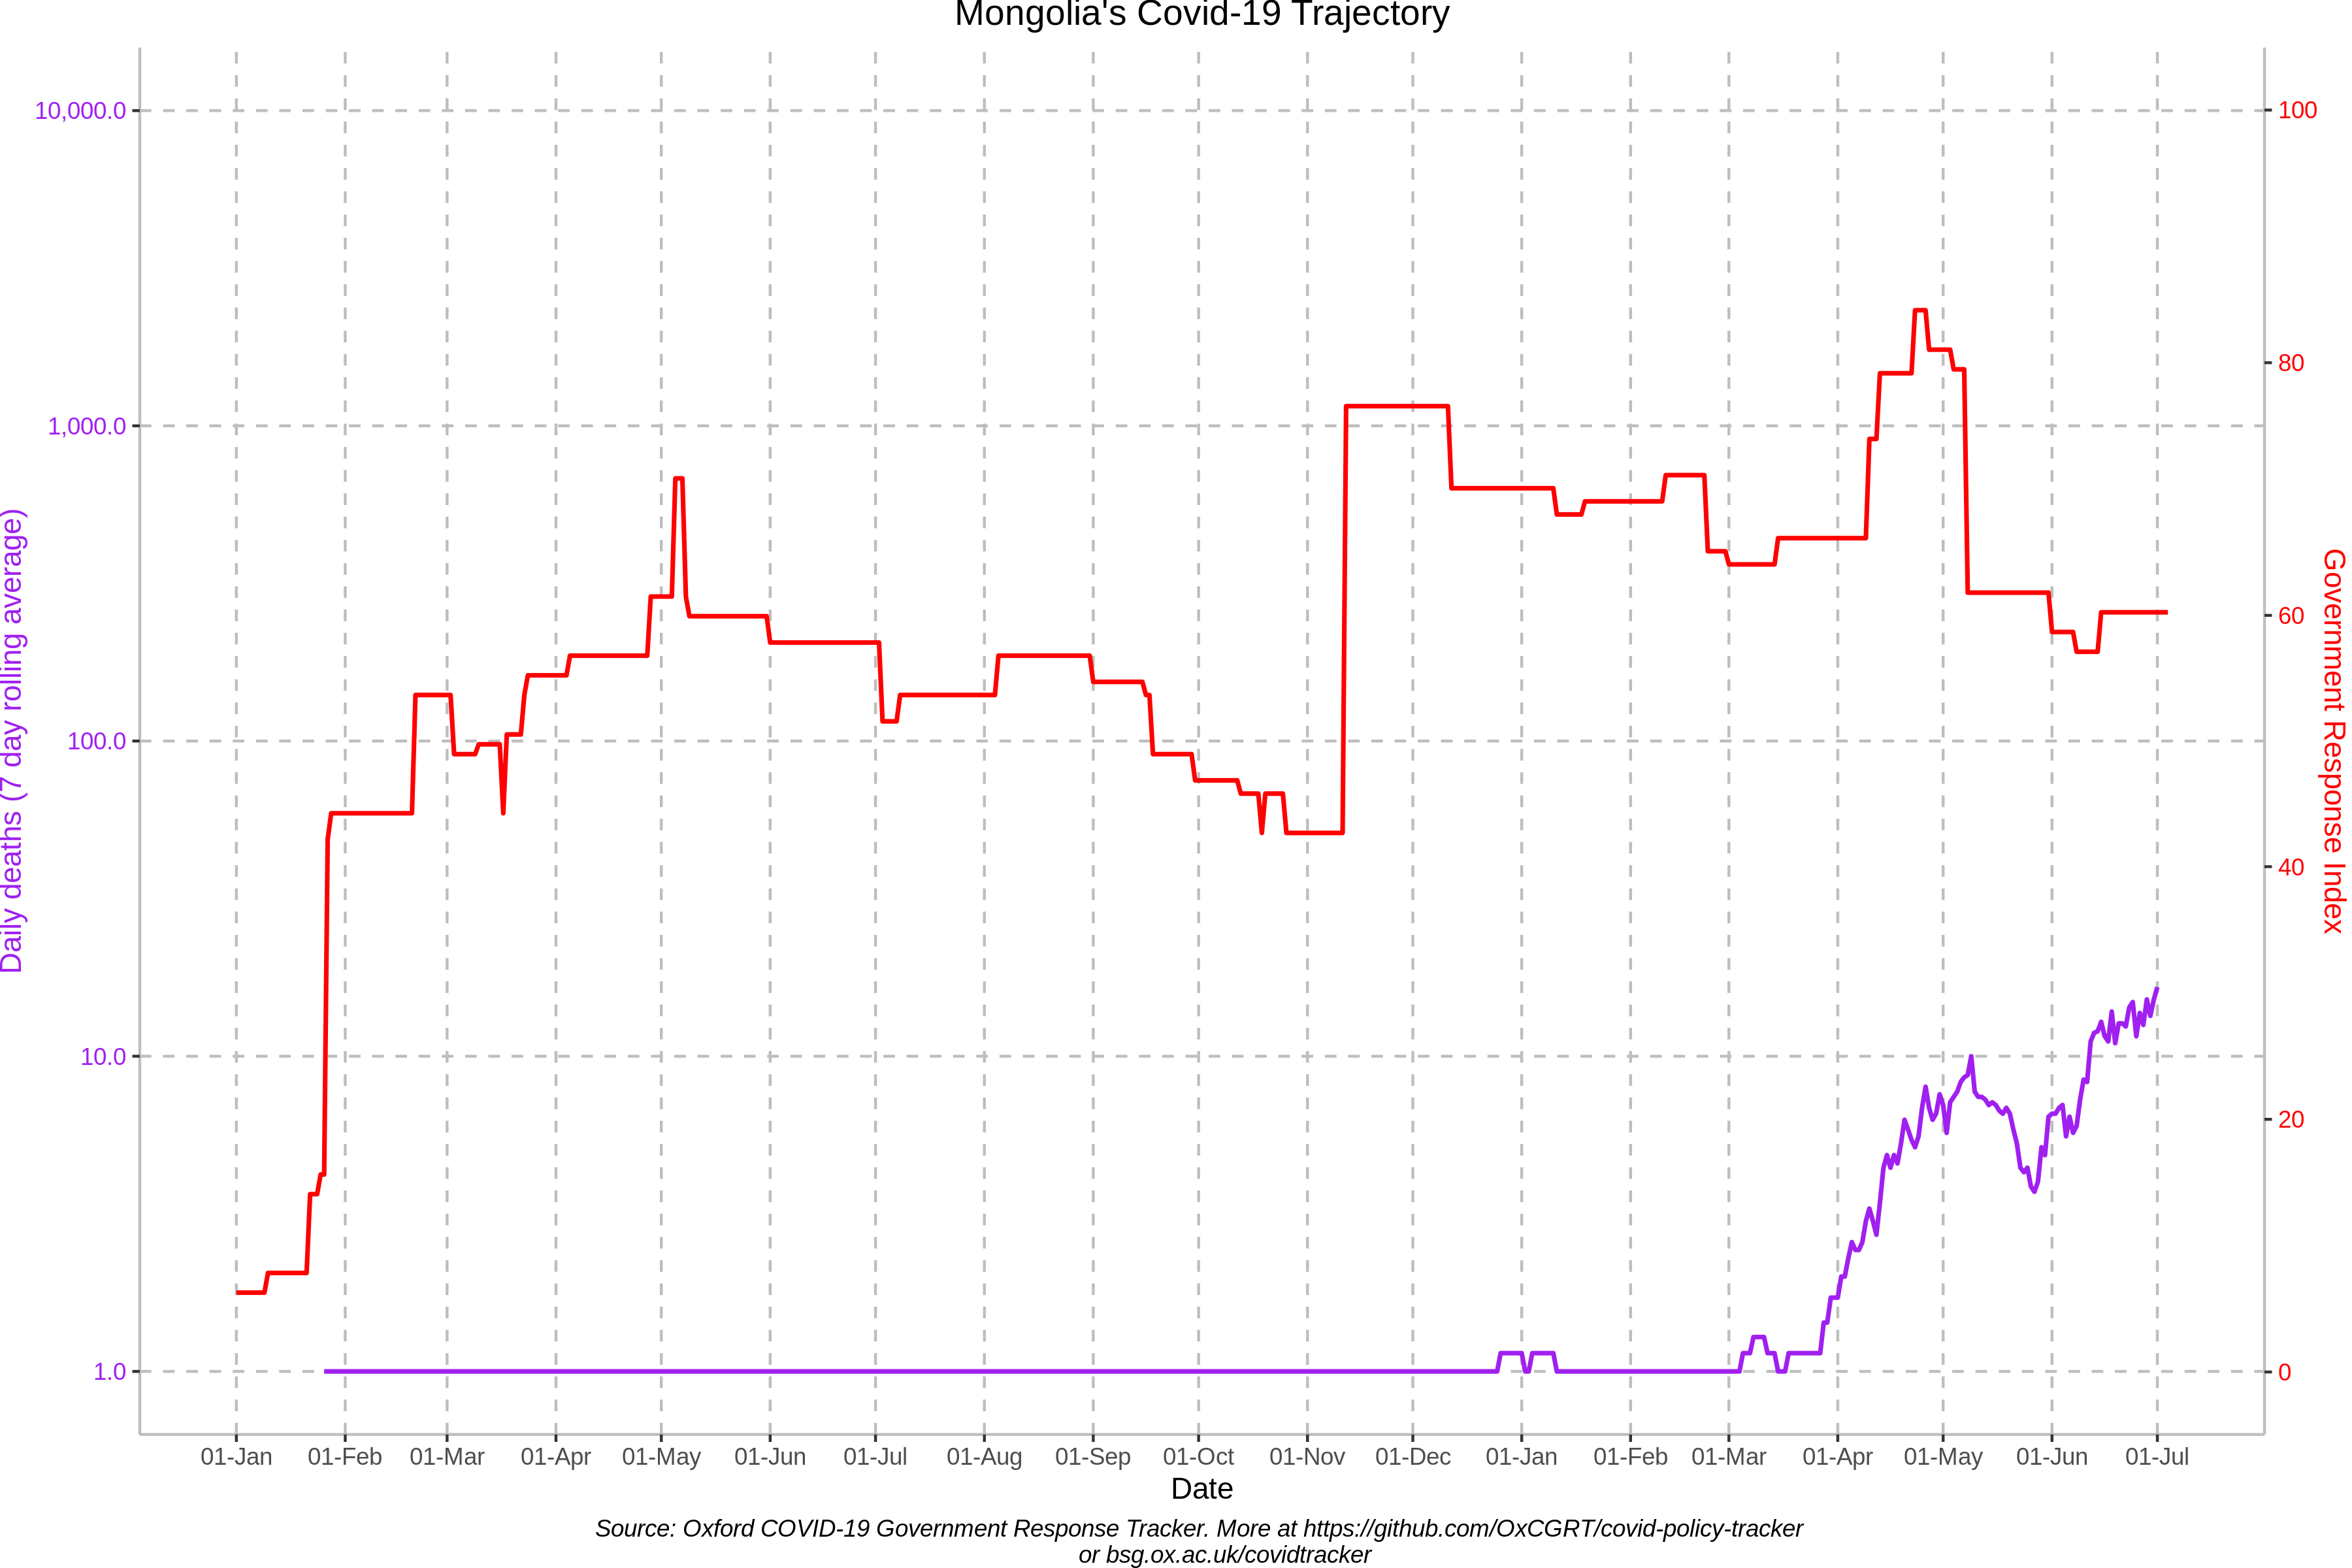 Mongolia's Covid-19 Trajectory
10,000.0
1,000.0
100.0
10.0
1.0
Daily deaths (7 day rolling average)
100
80
60
40
20
0
Government Response Index
01-Jan 01-Feb 01-Mar 01-Apr 01-May 01-Jun 01-Jul 01-Aug 01-Sep 01-Oct 01-Nov 01-Dec 01-Jan 01-Feb 01-Mar 01-Apr 01-May 01-Jun 01-Jul
Date
Source: Oxford COVID-19 Government Response Tracker. More at https://github.com/OxCGRT/covid-policy-tracker
or bsg.ox.ac.uk/covidtracker